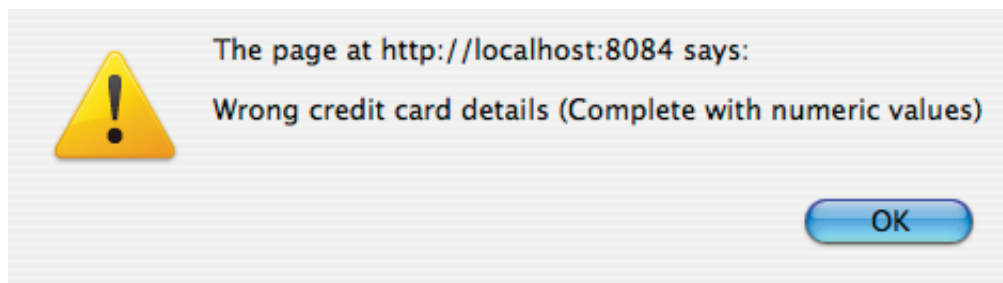 The page at http://localhost:8084 says:
Wrong credit card details (Complete with numeric values)
OK